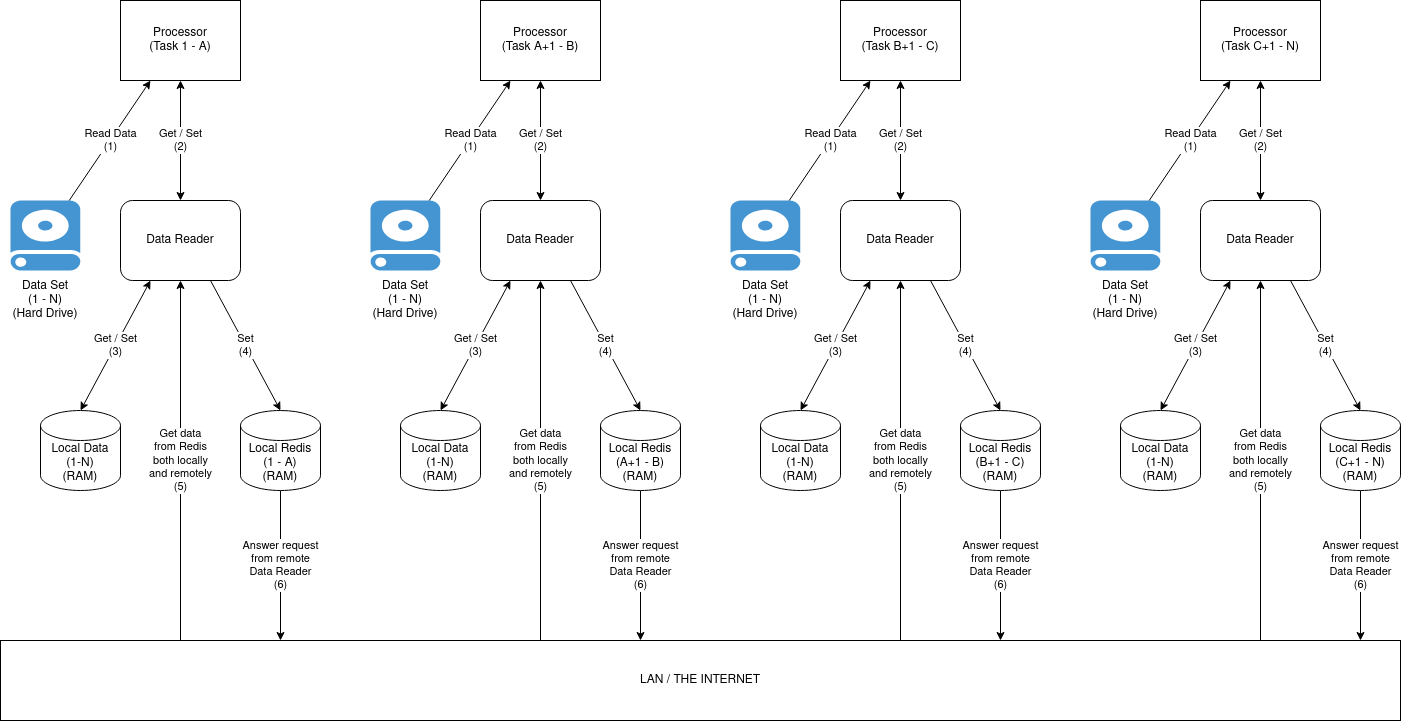 Processor
(Task 1 - A)
Processor
(Task A+1 - B)
Processor
(Task B+1 - C)
Processor
(Task C+1 - N)
Read Data
(1)
Get / Set
(2)
Read Data
(1)
Get / Set
(2)
Read Data
(1)
Get / Set
(2)
Read Data
(1)
Get / Set
(2)
Data Reader
Data Reader
Data Reader
Data Reader
Data Set
(1 - N)
(Hard Drive)
Data Set
(1 - N)
(Hard Drive)
Data Set
(1 - N)
(Hard Drive)
Data Set
(1 - N)
(Hard Drive)
Get / Set
(3)
Set
(4)
Get / Set
(3)
Set
(4)
Get / Set
(3)
Set
(4)
Get / Set
(3)
Set
(4)
Local Data
(1-N)
(RAM)
Get data
from Redis
both locally
and remotely
(5)
Local Redis
(1 - A)
(RAM)
Local Data
(1-N)
(RAM)
Get data
from Redis
both locally
and remotely
(5)
Local Redis
(A+1 - B)
(RAM)
Local Data
(1-N)
(RAM)
Get data
from Redis
both locally
and remotely
(5)
Local Redis
(B+1 - C)
(RAM)
Local Data
(1-N)
(RAM)
Get data
from Redis
both locally
and remotely
(5)
Local Redis
(C+1 - N)
(RAM)
Answer request
from remote
Data Reader
(6)
Answer request
from remote
Data Reader
(6)
Answer request
from remote
Data Reader
(6)
Answer request
from remote
Data Reader
(6)
LAN / THE INTERNET